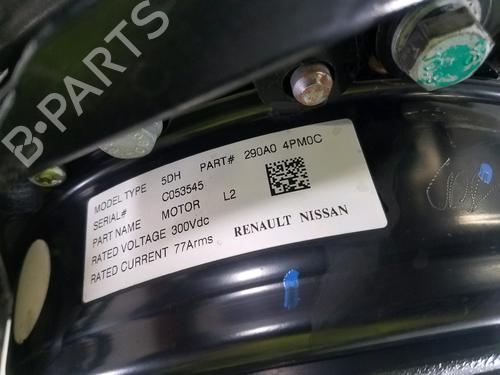 B-PARTS
MODEL TYPE 5DH PART# 290A0 4PM0C
SERIAL# C053545
PART NAME MOTOR L2
RATED VOLTAGE 300Vdc
RATED CURRENT 77Arms RENAULT NISSAN